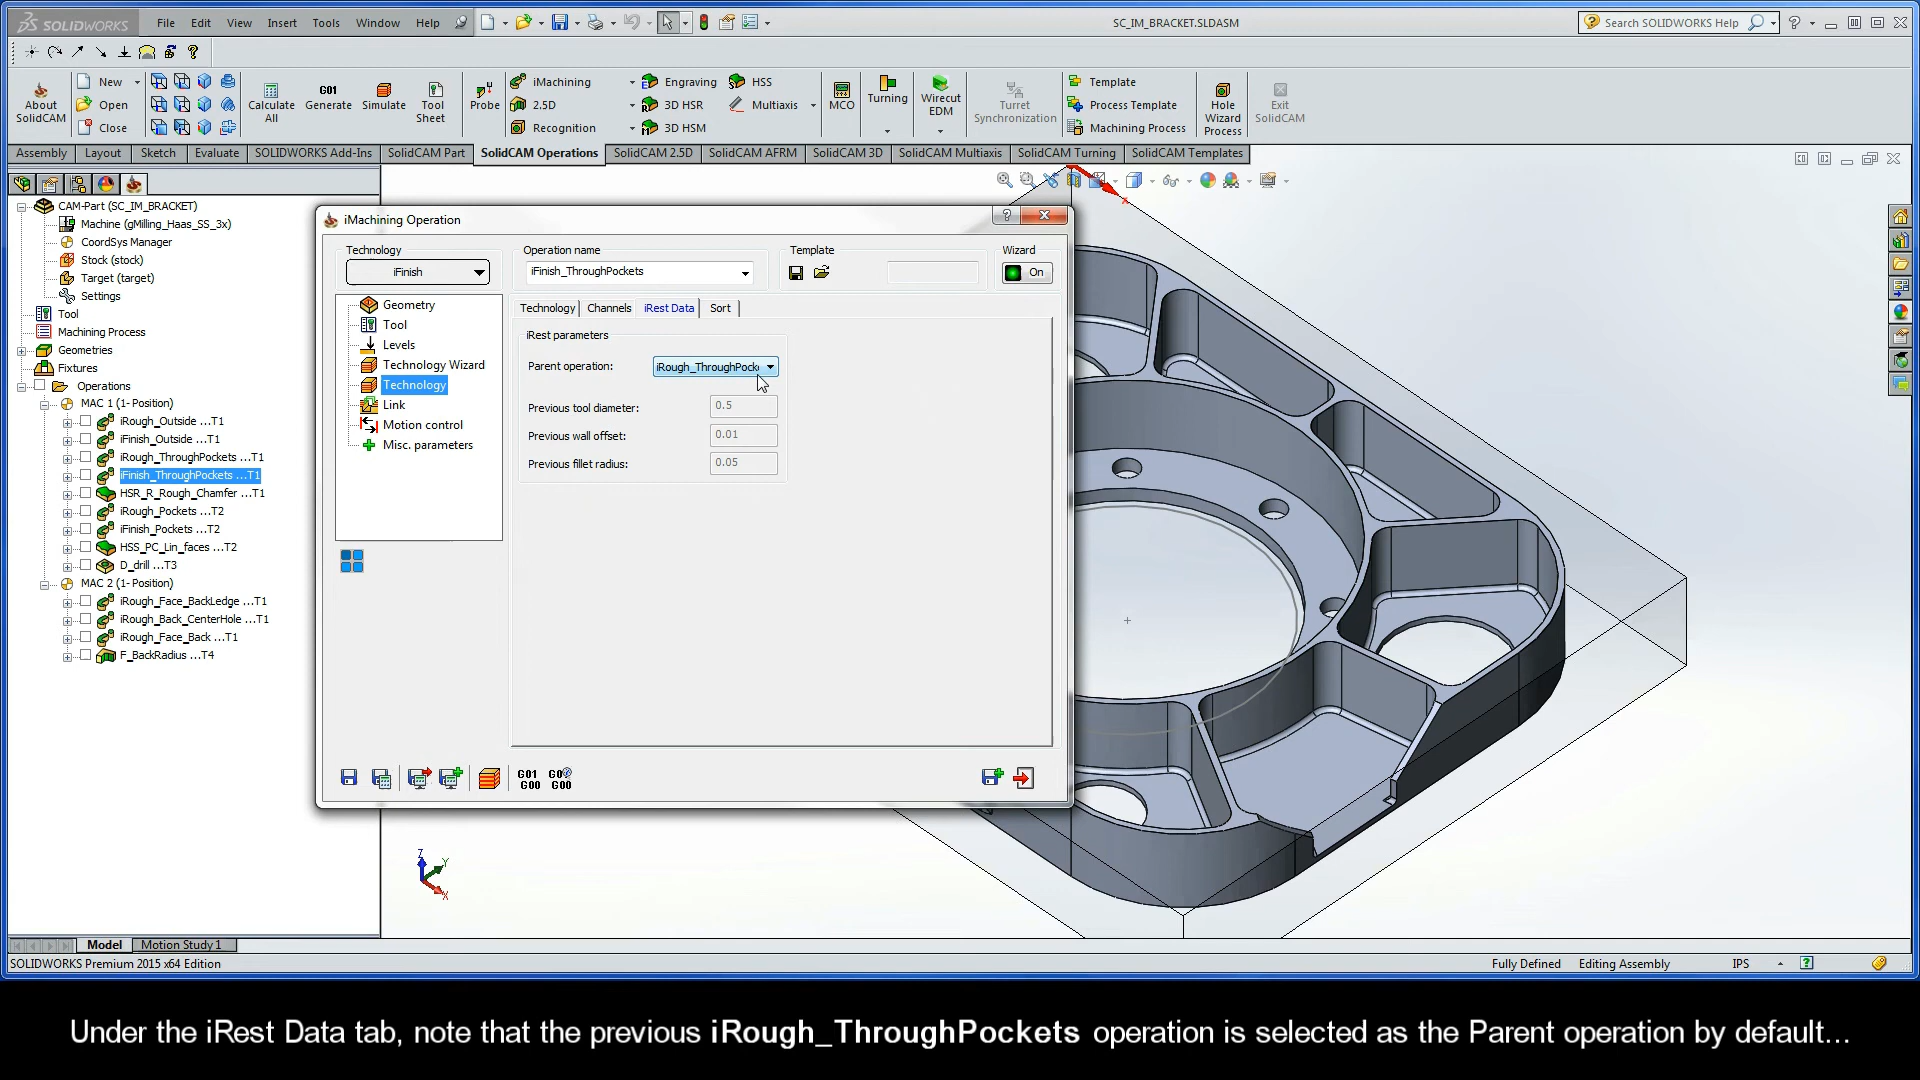 SOLIDWORKS File Edit View Insert Tools Window Help SC_IM_BRACKET.SLDASM Search SOLIDWORKS Help
About SolidCAM New Open Close Calculate All G01 Generate Simulate Tool Sheet Probe iMachining 2.5D Recognition Engraving 3D HSR 3D HSM HSS Multiaxis MCO Turning Wirecut EDM Turret Synchronization Template Process Template Machining Process Hole Wizard Process Exit SolidCAM
Assembly Layout Sketch Evaluate SOLIDWORKS Add-Ins SolidCAM Part SolidCAM Operations SolidCAM 2.5D SolidCAM AFRM SolidCAM 3D SolidCAM Multiaxis SolidCAM Turning SolidCAM Templates
CAM-Part (SC_IM_BRACKET)
Machine (gMilling_Haas_SS_3x)
CoordSys Manager
Stock (stock)
Target (target)
Settings
Tool
Machining Process
Geometries
Fixtures
Operations
MAC 1 (1- Position)
iRough_Outside ...T1
iFinish_Outside ...T1
iRough_ThroughPockets ...T1
iFinish_ThroughPockets ...T1
HSR_R_Rough_Chamfer ...T1
iRough_Pockets ...T2
iFinish_Pockets ...T2
HSS_PC_Lin_faces ...T2
D_drill ...T3
MAC 2 (1- Position)
iRough_Face_BackLedge ...T1
iRough_Back_CenterHole ...T1
iRough_Face_Back ...T1
F_BackRadius ...T4
iMachining Operation
Technology Operation name Template Wizard
iFinish iFinish_ThroughPockets On
Geometry
Tool
Levels
Technology Wizard
Technology
Link
Motion control
Misc. parameters
Technology Channels iRest Data Sort
iRest parameters
Parent operation: iRough_ThroughPock
Previous tool diameter: 0.5
Previous wall offset: 0.01
Previous fillet radius: 0.05
G01 G00
Z Y X
x
Model Motion Study 1
SOLIDWORKS Premium 2015 x64 Edition Fully Defined Editing Assembly IPS
Under the iRest Data tab, note that the previous iRough_ThroughPockets operation is selected as the Parent operation by default...